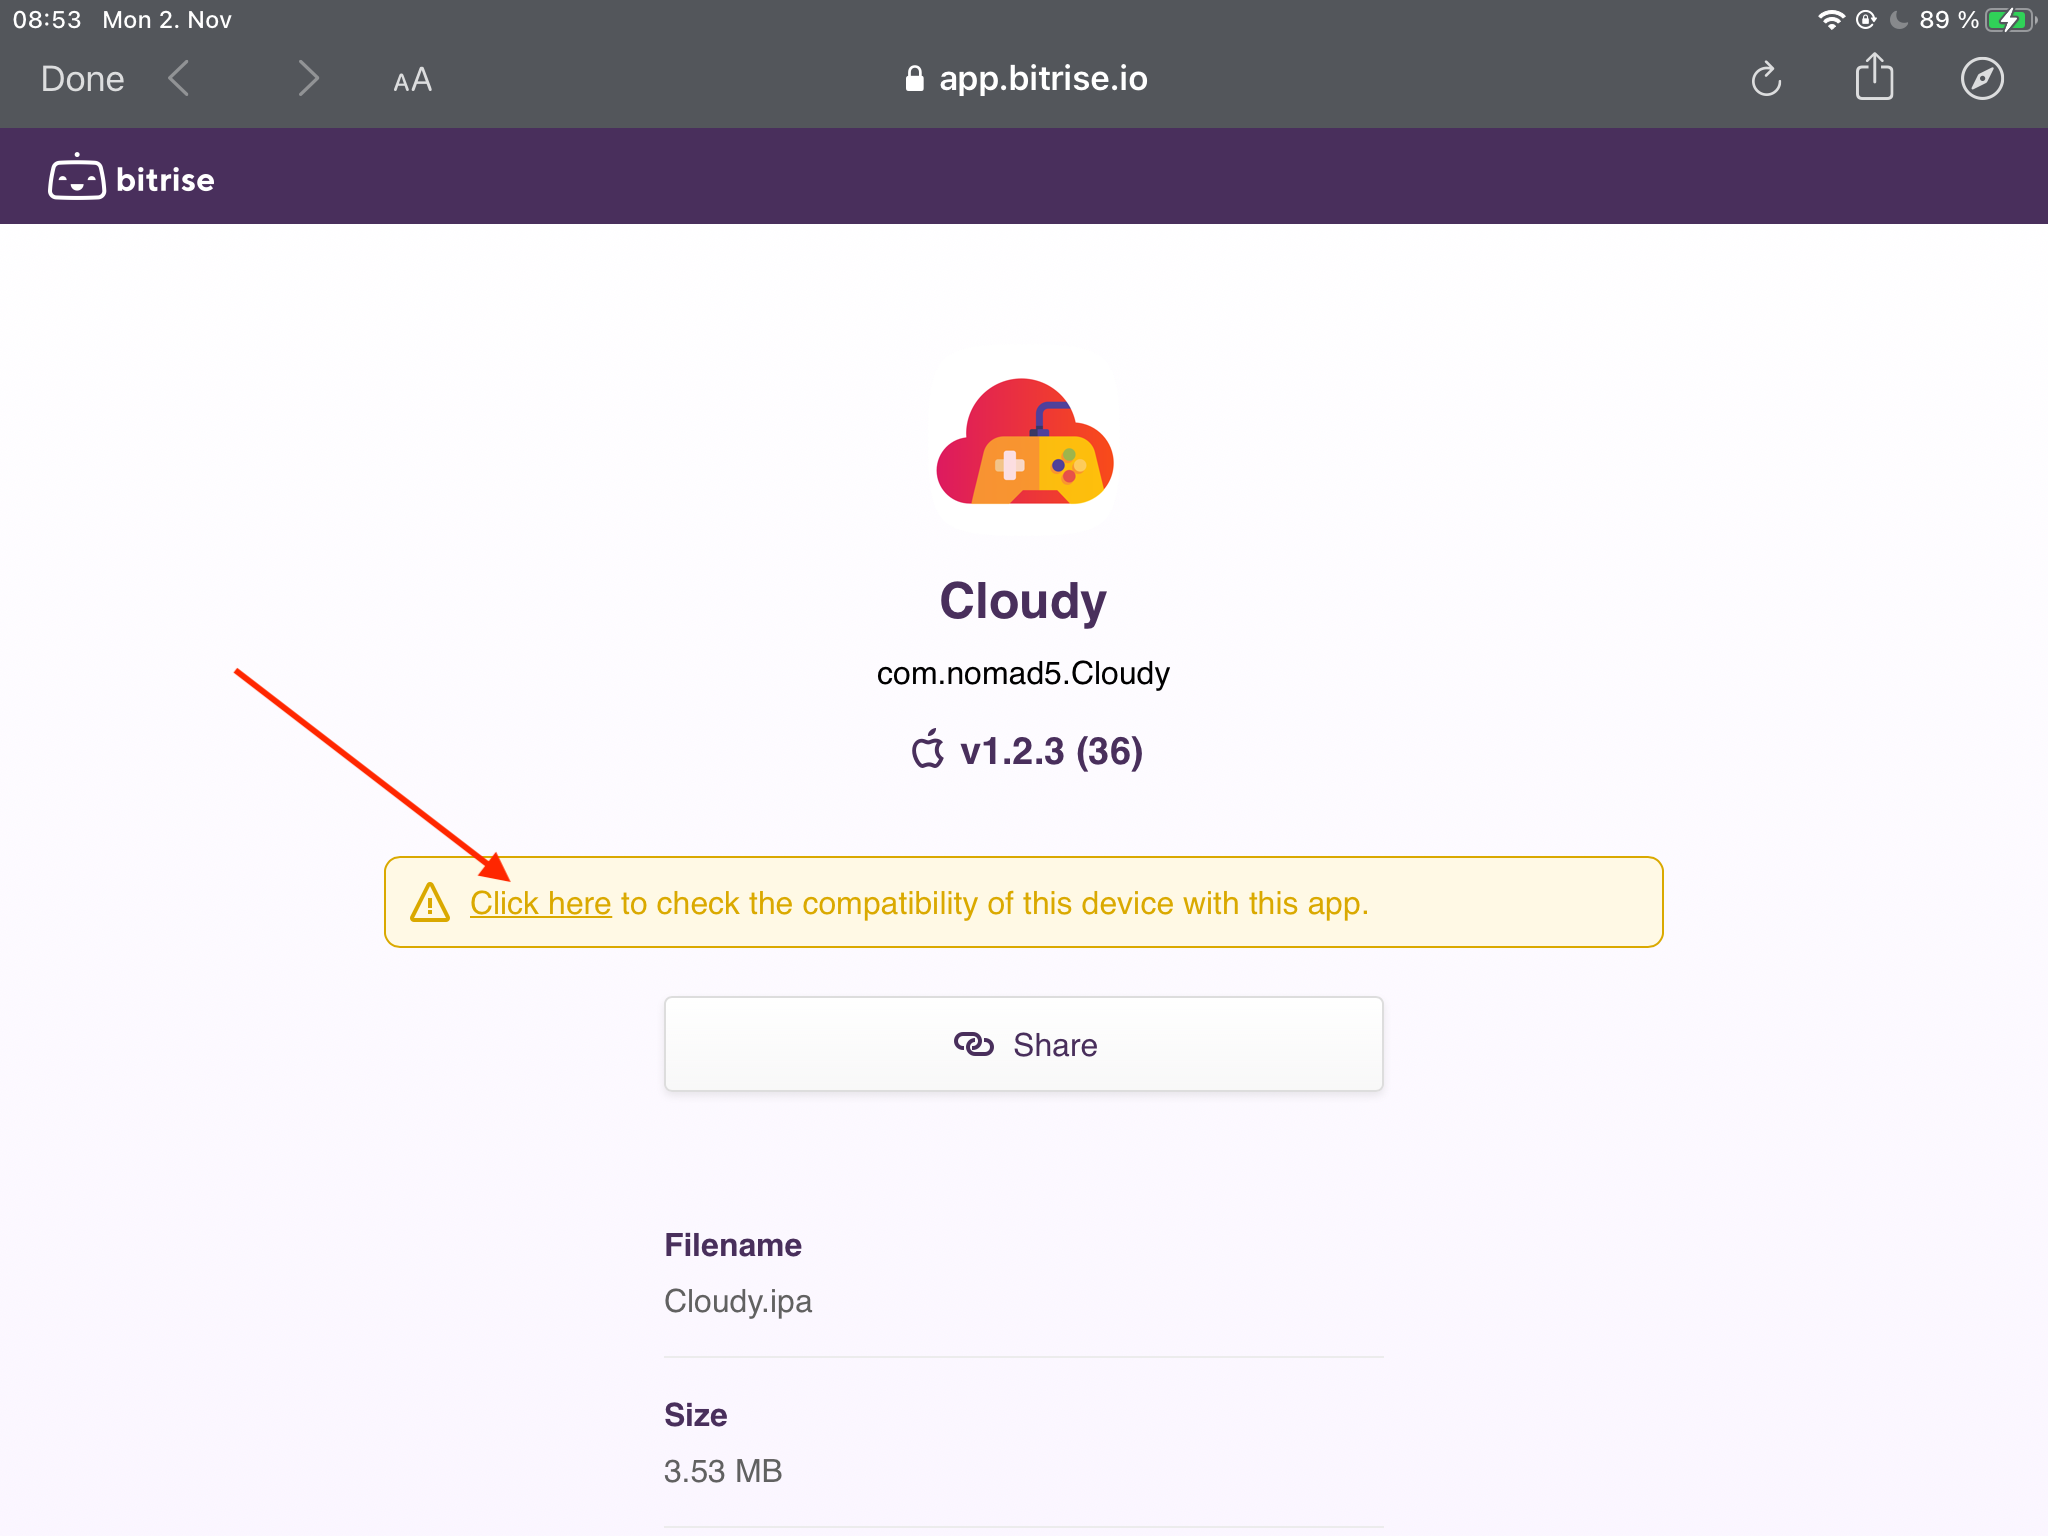 08:53 Mon 2. Nov 89 %
Done AA app.bitrise.io
bitrise
Cloudy
com.nomad5.Cloudy
v1.2.3 (36)
Click here to check the compatibility of this device with this app.
Share
Filename
Cloudy.ipa
Size
3.53 MB